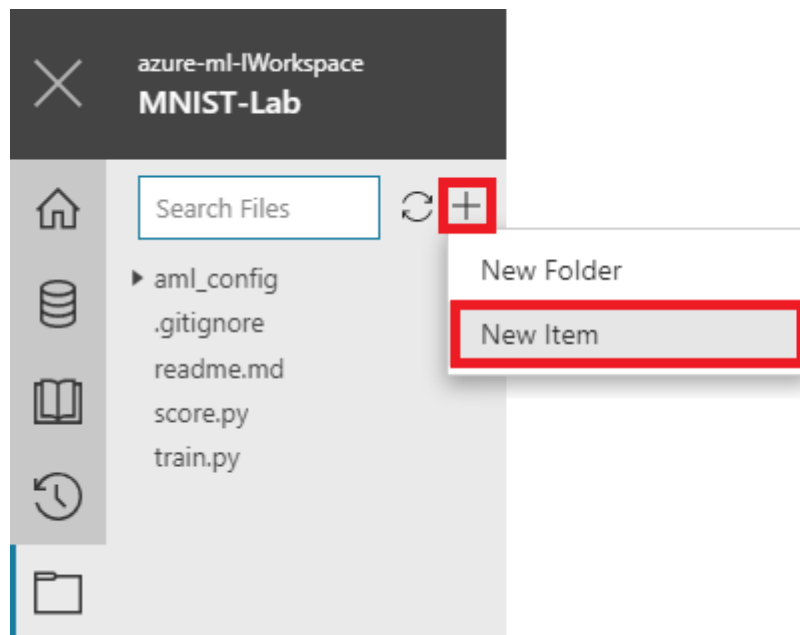 azure-ml-lWorkspace
MNIST-Lab
Search Files
New Folder
New Item
aml_config
.gitignore
readme.md
score.py
train.py